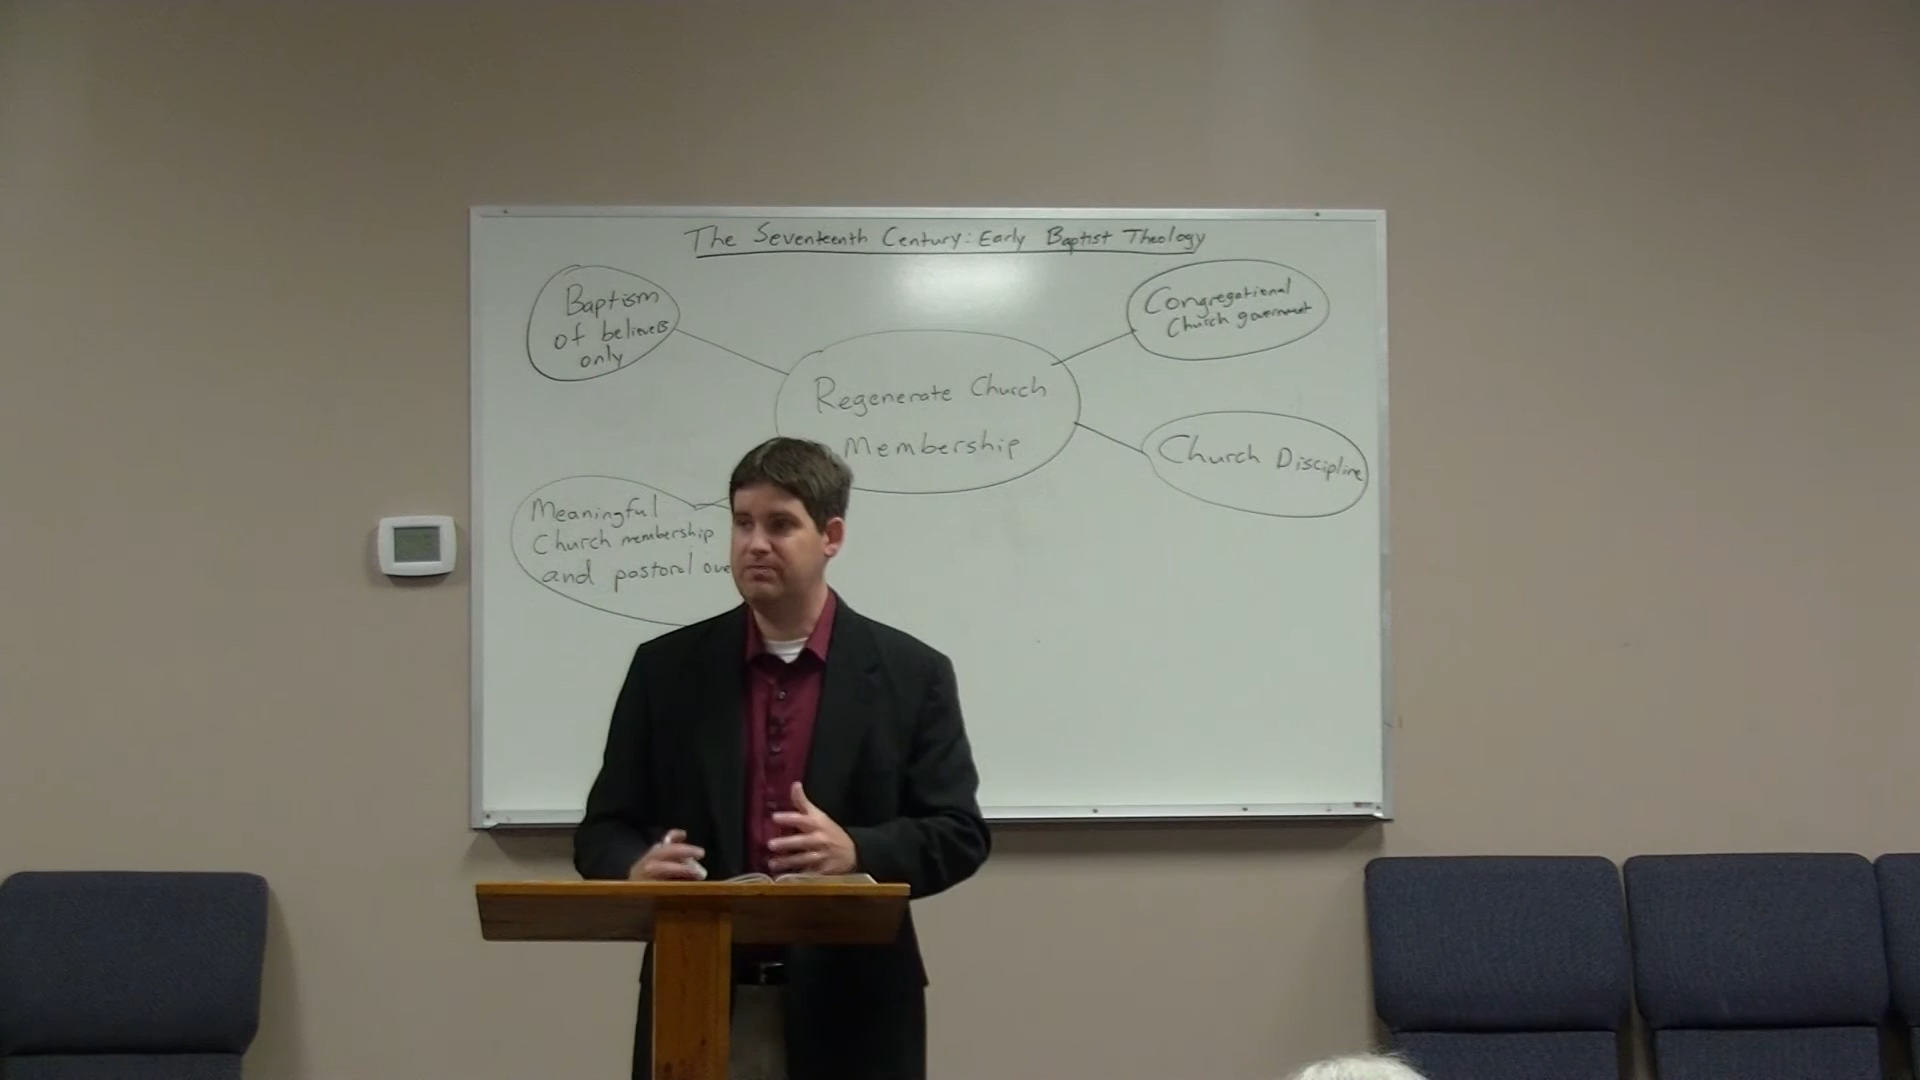 The Seventeenth Century: Early Baptist Theology
Baptism
of believers
only
Congregational
Church government
Regenerate Church
Membership
Church Discipline
Meaningful
Church membership
and pastoral ove